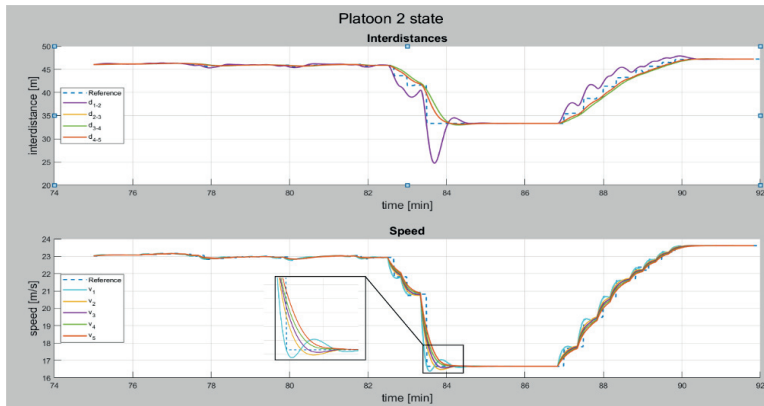 Platoon 2 state
Interdistances
50
45
40
35
30
25
20
interdistance [m]
Reference
d1-2
d2-3
d3-4
d4-5
74 76 78 80 82 84 86 88 90 92
time [min]
Speed
24
23
22
21
20
19
18
17
16
speed [m/s]
Reference
v1
v2
v3
v4
v5
74 76 78 80 82 84 86 88 90 92
time [min]